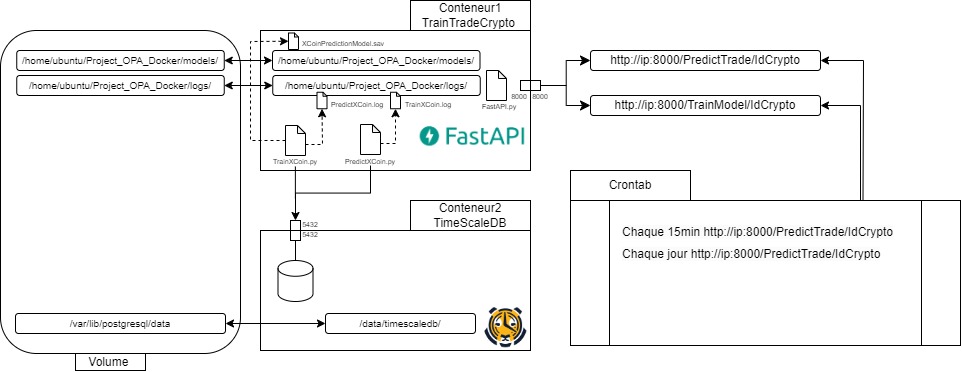 Conteneur1
TrainTradeCrypto
XCoinPredictionModel.sav
/home/ubuntu/Project_OPA_Docker/models/
/home/ubuntu/Project_OPA_Docker/models/
http://ip:8000/PredictTrade/IdCrypto
/home/ubuntu/Project_OPA_Docker/logs/
/home/ubuntu/Project_OPA_Docker/logs/
8000
8000
FastAPI.py
PredictXCoin.log
TrainXCoin.log
http://ip:8000/TrainModel/IdCrypto
FastAPI
TrainXCoin.py
PredictXCoin.py
Crontab
Conteneur2
TimeScaleDB
5432
5432
Chaque 15min http://ip:8000/PredictTrade/IdCrypto
Chaque jour http://ip:8000/PredictTrade/IdCrypto
/var/lib/postgresql/data
/data/timescaledb/
Volume